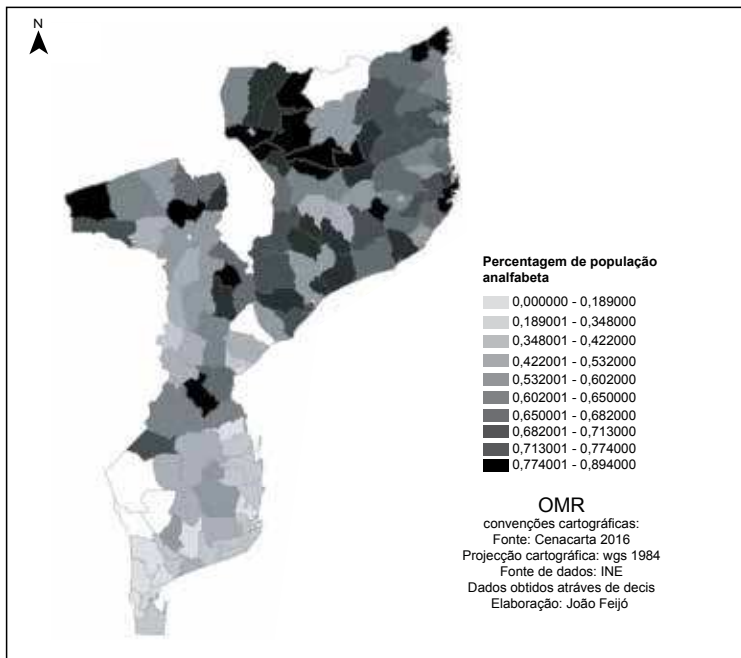 N
Percentagem de população
analfabeta
0,000000 - 0,189000
0,189001 - 0,348000
0,348001 - 0,422000
0,422001 - 0,532000
0,532001 - 0,602000
0,602001 - 0,650000
0,650001 - 0,682000
0,682001 - 0,713000
0,713001 - 0,774000
0,774001 - 0,894000
OMR
convenções cartográficas:
Fonte: Cenacarta 2016
Projecção cartográfica: wgs 1984
Fonte de dados: INE
Dados obtidos atráves de decis
Elaboração: João Feijó